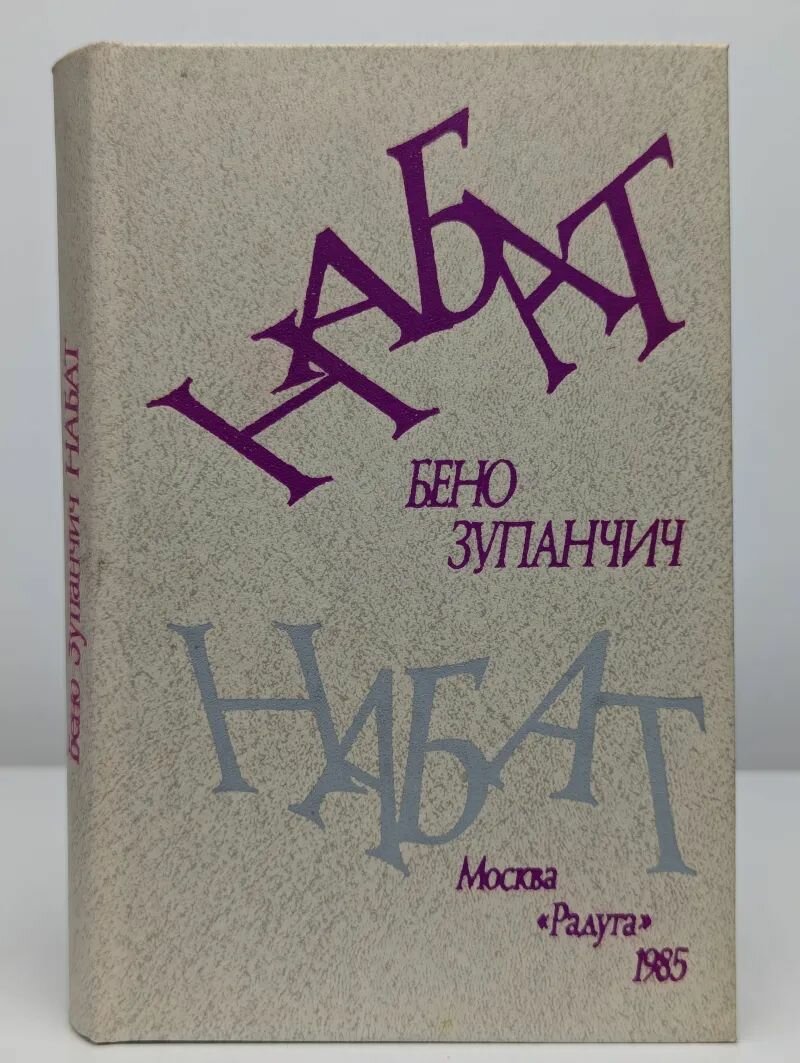 НАБАТ
БЕНО
ЗУПАНЧИЧ
НАБАТ
Москва
«Радуга»
1985
Бено Зупанчич НАБАТ